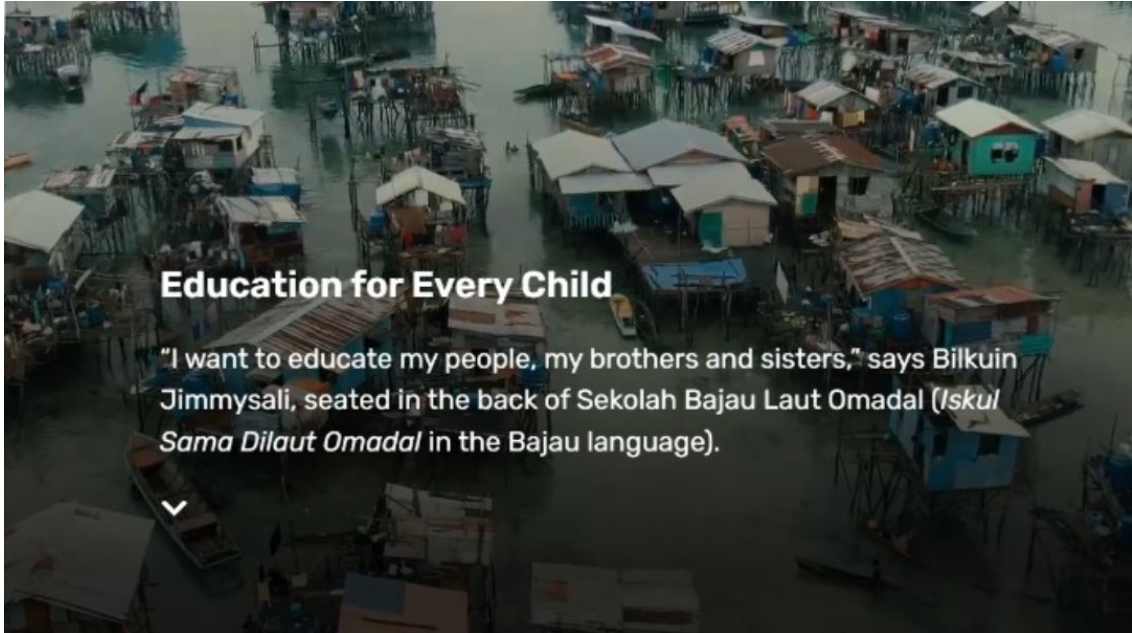 Education for Every Child
“I want to educate my people, my brothers and sisters,” says Bilkuin
Jimmysali, seated in the back of Sekolah Bajau Laut Omadal (Iskul
Sama Dilaut Omadal in the Bajau language).